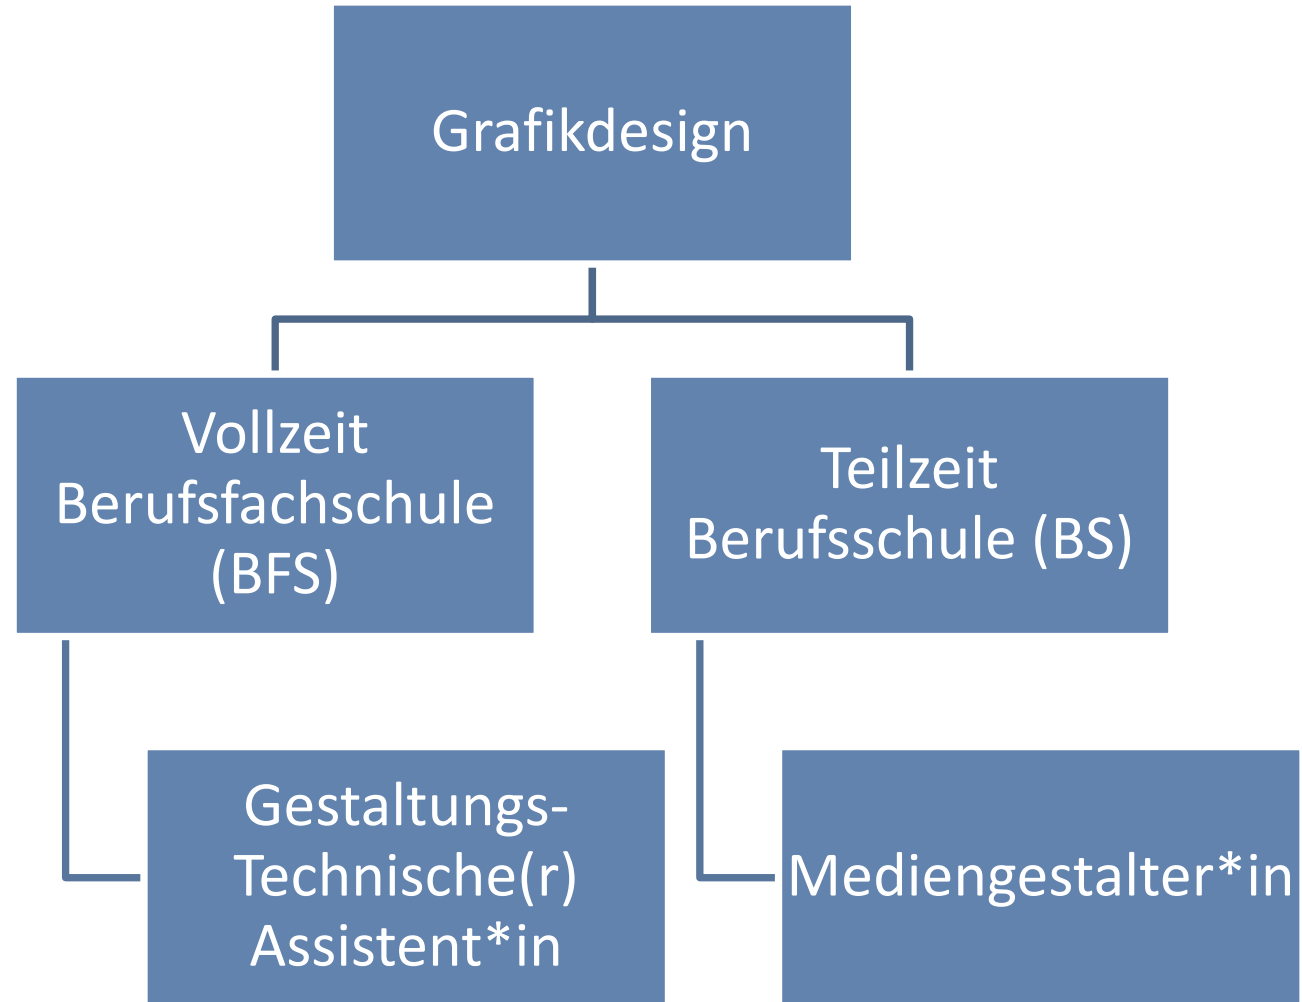 Grafikdesign
Vollzeit
Berufsfachschule
(BFS)
Teilzeit
Berufsschule (BS)
Gestaltungs-
Technische(r)
Assistent*in
Mediengestalter*in